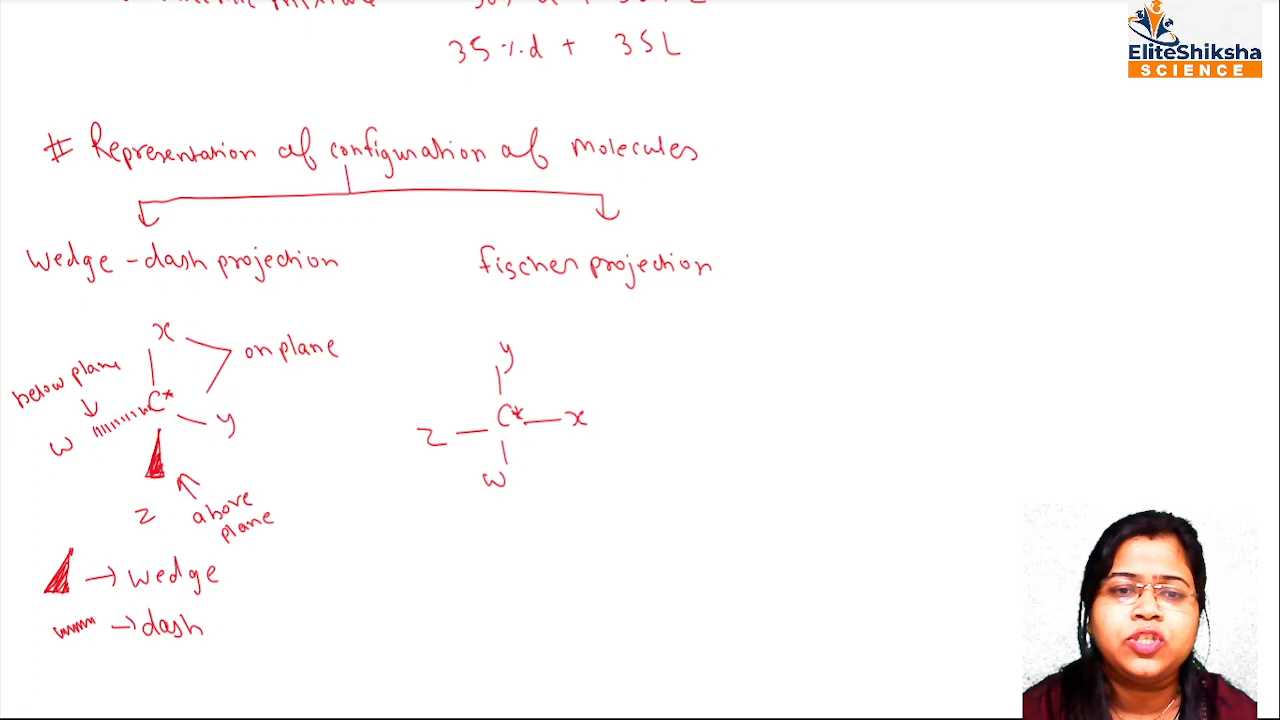 35 %.d + 35 L
EliteShiksha
SCIENCE
# Representation of configuration of molecules
wedge - dash projection
fischer projection
x
on plane
below plane
C*
w
y
z
above
plane
wedge
dash
y
z C* x
w